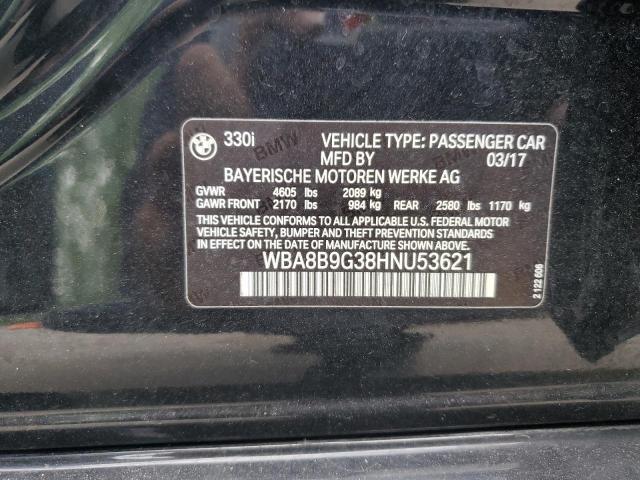 330i VEHICLE TYPE: PASSENGER CAR
MFD BY 03/17
BAYERISCHE MOTOREN WERKE AG
GVWR 4605 lbs 2089 kg
GAWR FRONT 2170 lbs 984 kg REAR 2580 lbs 1170 kg
THIS VEHICLE CONFORMS TO ALL APPLICABLE U.S. FEDERAL MOTOR
VEHICLE SAFETY, BUMPER AND THEFT PREVENTION STANDARDS
IN EFFECT ON THE DATE OF MANUFACTURE SHOWN ABOVE.
WBA8B9G38HNU53621
2 122 606